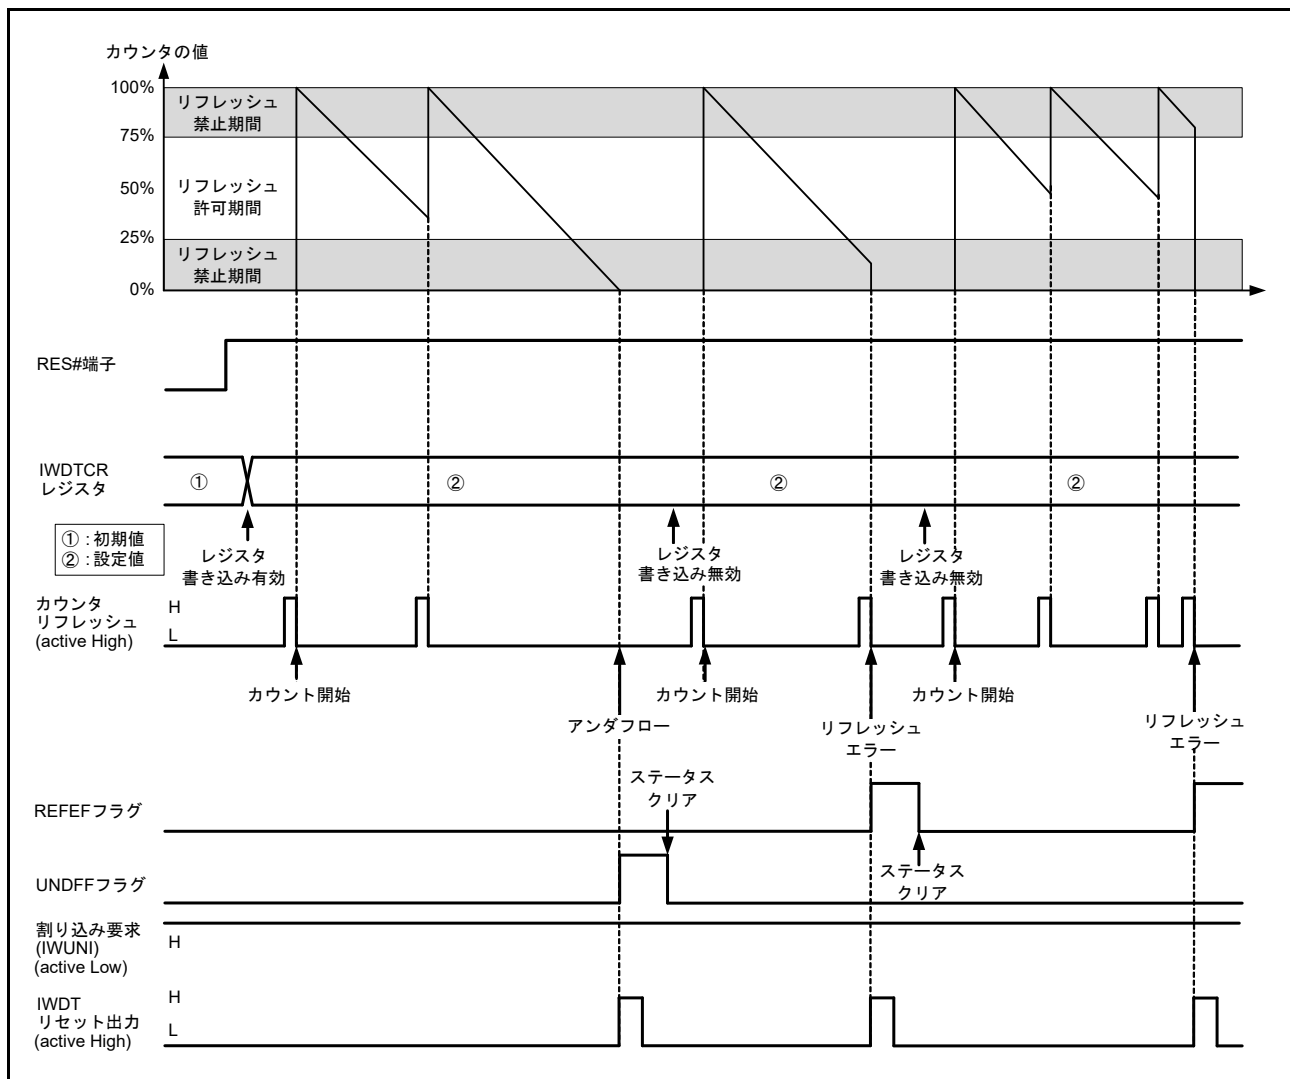 カウンタの値
100%
リフレッシュ
禁止期間
75%
50%
リフレッシュ
許可期間
25%
リフレッシュ
禁止期間
0%
RES#端子
IWDTCR
レジスタ
①
②
②
②
① : 初期値
② : 設定値
レジスタ
書き込み有効
レジスタ
書き込み無効
レジスタ
書き込み無効
カウンタ
リフレッシュ
(active High)
H
L
カウント開始
カウント開始
カウント開始
アンダフロー
リフレッシュ
エラー
リフレッシュ
エラー
ステータス
クリア
REFEFフラグ
ステータス
クリア
UNDFFフラグ
割り込み要求
(IWUNI)
(active Low)
H
IWDT
リセット出力
(active High)
H
L